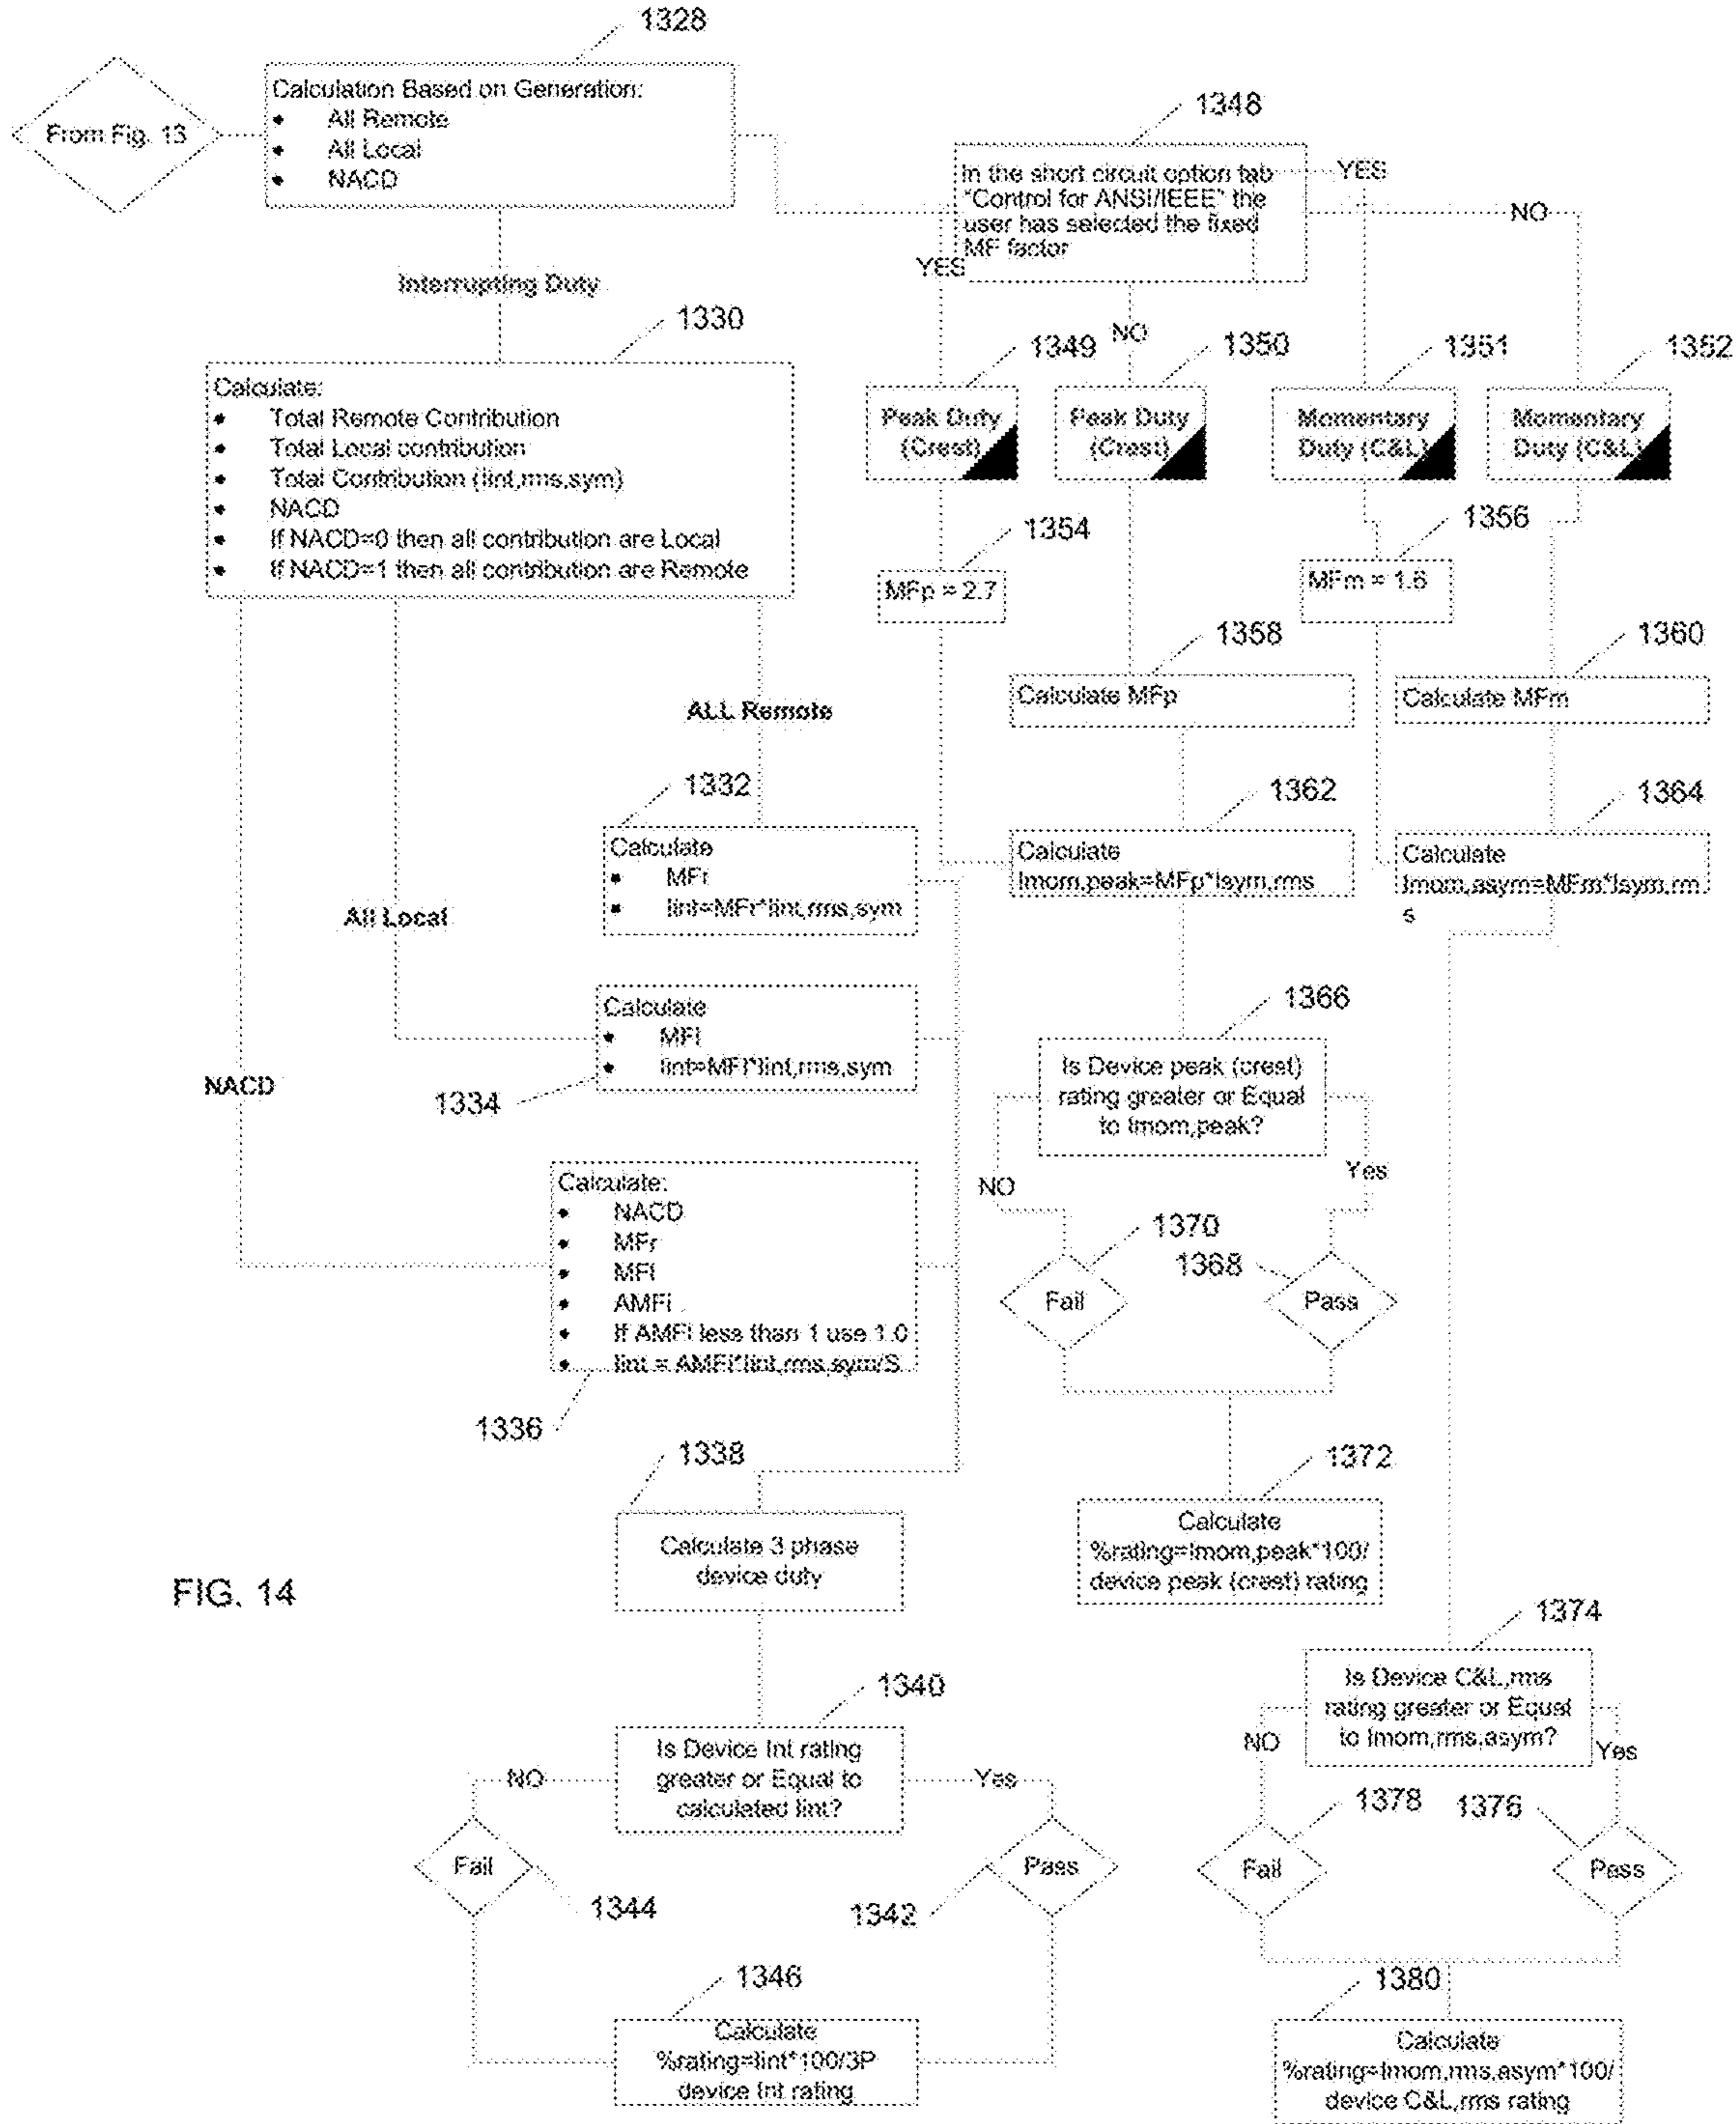 1328
From Fig. 13
Calculation Based on Generation:
• All Remote
• All Local
• NACD
1348
In the short circuit option tab
"Control for ANSI/IEEE" the
user has selected the fixed
MF factor
YES
NO
YES
NO
Interrupting Duty
1330
Calculate:
• Total Remote Contribution
• Total Local contribution
• Total Contribution (Iint,rms,sym)
• NACD
• If NACD=0 then all contribution are Local
• If NACD=1 then all contribution are Remote
1349
Peak Duty
(Crest)
1350
Peak Duty
(Crest)
1351
Momentary
Duty (C&L)
1352
Momentary
Duty (C&L)
1354
MFp = 2.7
1356
MFm = 1.6
1358
Calculate MFp
1360
Calculate MFm
ALL Remote
All Local
NACD
1332
Calculate
• MFr
• Iint=MFr*Iint,rms,sym
1362
Calculate
Imom,peak=MFp*Isym,rms
1364
Calculate
Imom,asym=MFm*Isym,rm
s
1334
Calculate
• MFl
• Iint=MFl*Iint,rms,sym
1366
Is Device peak (crest)
rating greater or Equal
to Imom,peak?
NO
Yes
1336
Calculate:
• NACD
• MFr
• MFl
• AMFi
• If AMFi less than 1 use 1.0
• Iint = AMFi*Iint,rms,sym/S
1370
Fail
1368
Pass
1338
Calculate 3 phase
device duty
1372
Calculate
%rating=Imom,peak*100/
device peak (crest) rating
FIG. 14
1340
Is Device Int rating
greater or Equal to
calculated Iint?
NO
Yes
1374
Is Device C&L,rms
rating greater or Equal
to Imom,rms,asym?
NO
Yes
Fail
1344
Pass
1342
1378
Fail
1376
Pass
1346
Calculate
%rating=Iint*100/3P
device Int rating
1380
Calculate
%rating=Imom,rms,asym*100/
device C&L,rms rating